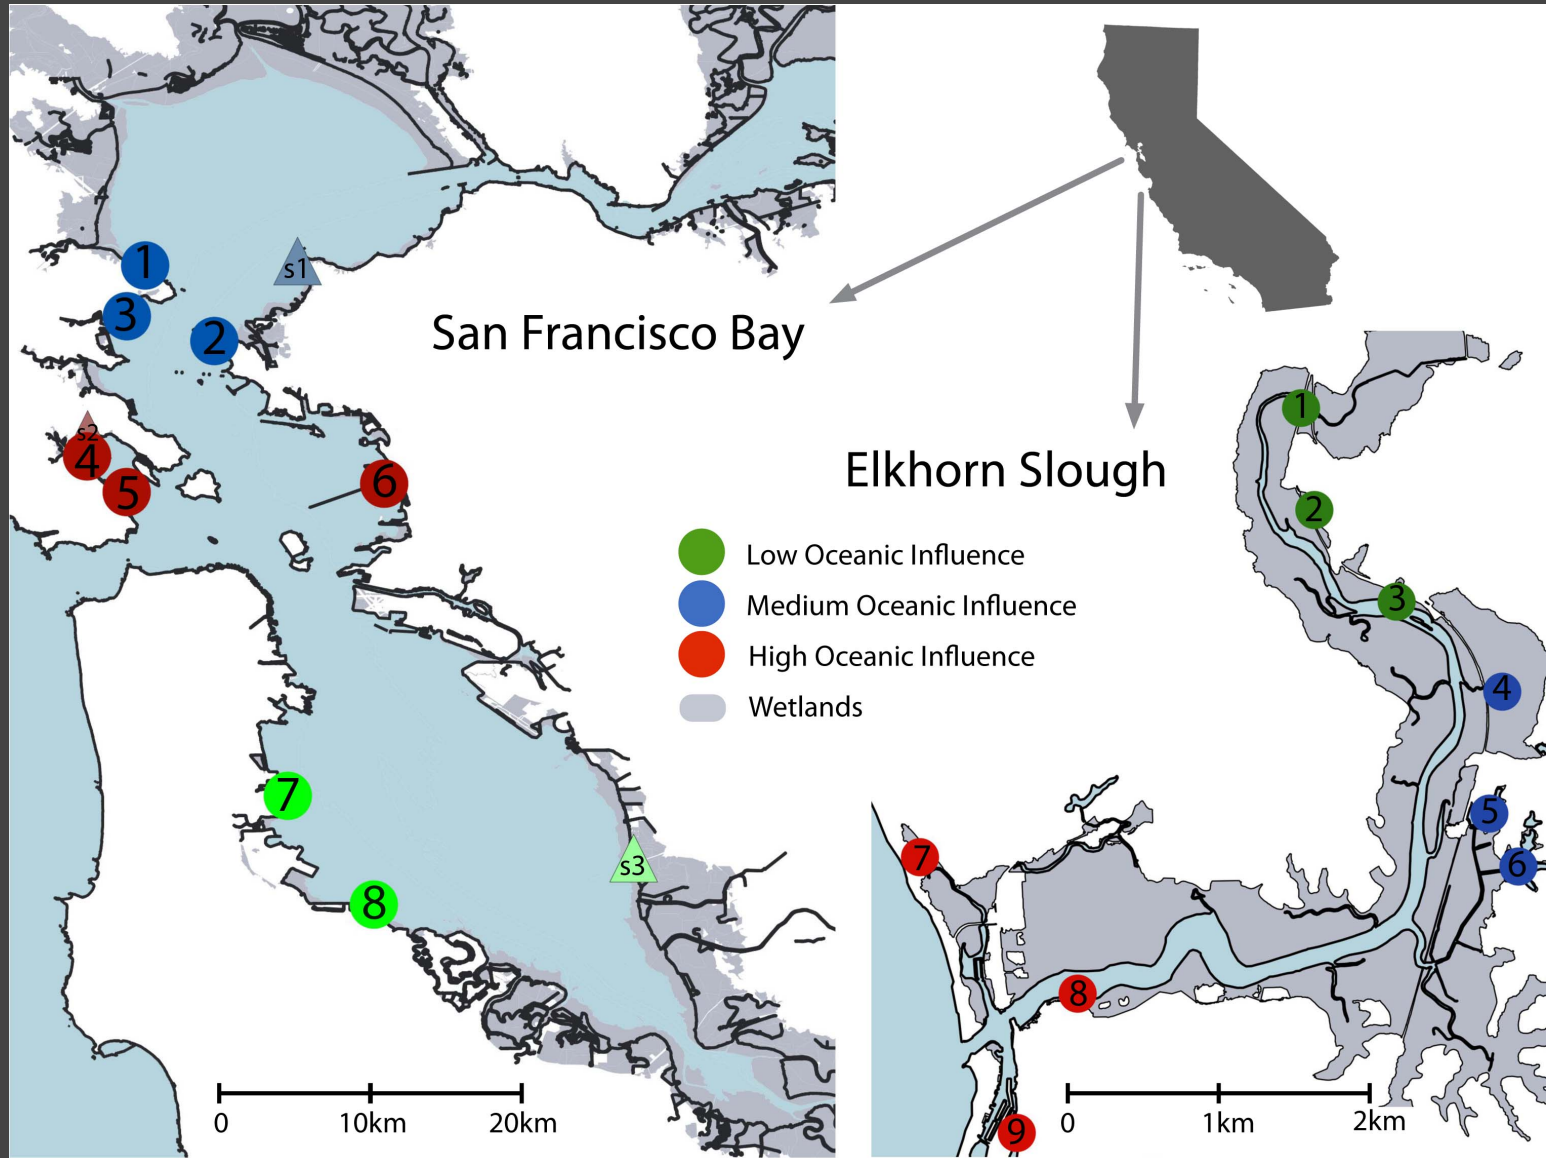 1
s1
3
2
San Francisco Bay
s2
4
5
6
7
s3
8
0
10km
20km
Elkhorn Slough
Low Oceanic Influence
Medium Oceanic Influence
High Oceanic Influence
Wetlands
1
2
3
4
5
6
7
8
9
0
1km
2km